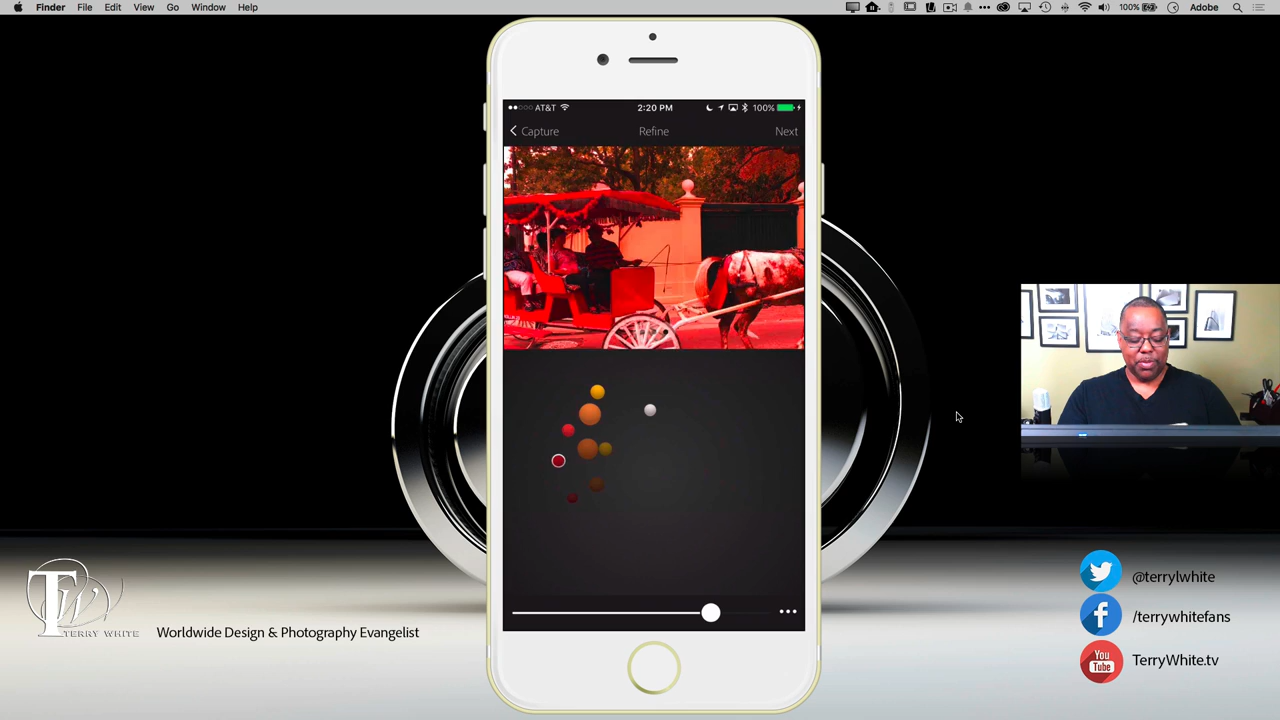 Finder File Edit View Go Window Help 100% Adobe
AT&T 2:20 PM 100%
Capture Refine Next
TW
TERRY WHITE
Worldwide Design & Photography Evangelist
@terrylwhite
/terrywhitefans
You
Tube
TerryWhite.tv